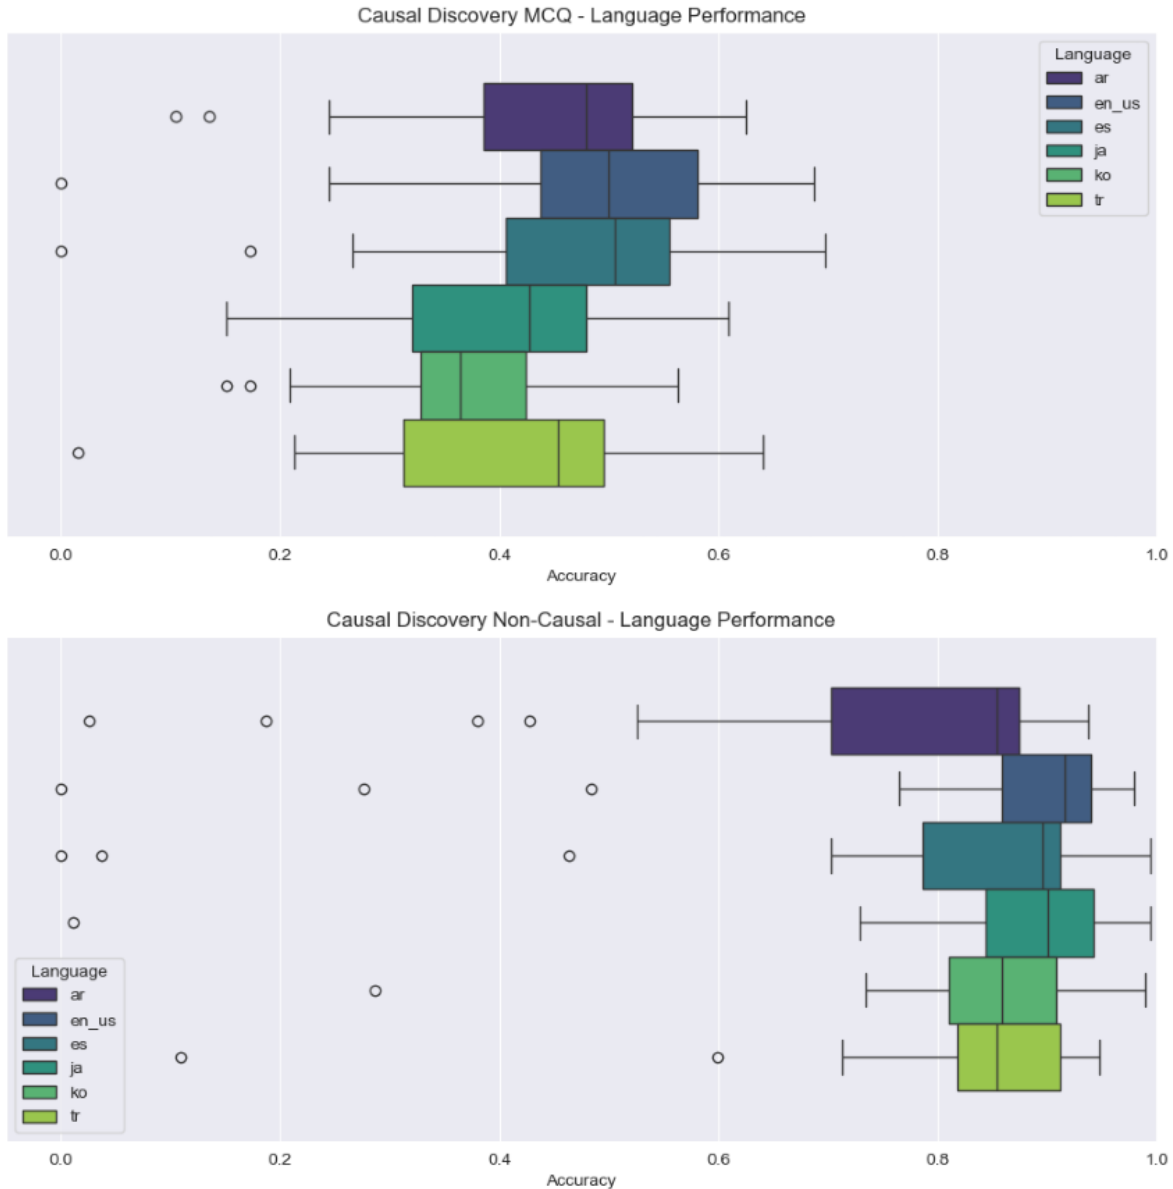 Causal Discovery MCQ - Language Performance
Language
ar
en_us
es
ja
ko
tr
0.0 0.2 0.4 0.6 0.8 1.0
Accuracy
Causal Discovery Non-Causal - Language Performance
Language
ar
en_us
es
ja
ko
tr
0.0 0.2 0.4 0.6 0.8 1.0
Accuracy